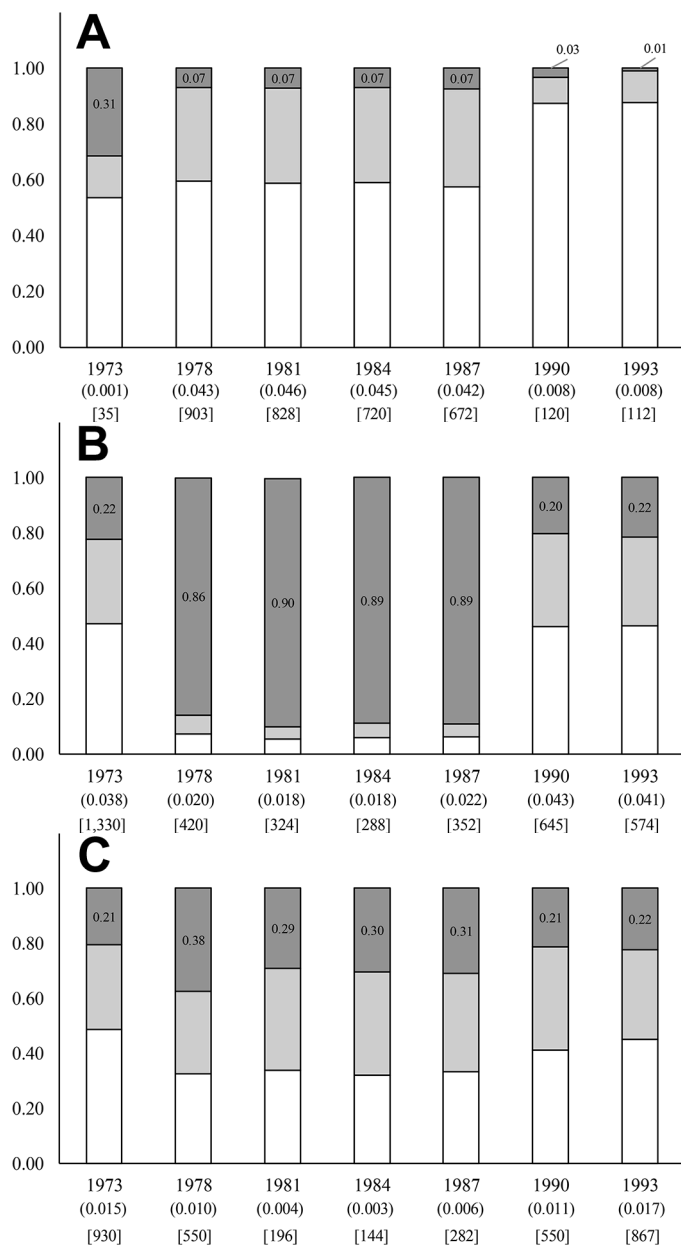 A
0.03 0.01
1.00
0.31 0.07 0.07 0.07 0.07
0.80
0.60
0.40
0.20
0.00
1973 1978 1981 1984 1987 1990 1993
(0.001) (0.043) (0.046) (0.045) (0.042) (0.008) (0.008)
[35] [903] [828] [720] [672] [120] [112]
B
1.00
0.22 0.86 0.90 0.89 0.89 0.20 0.22
0.80
0.60
0.40
0.20
0.00
1973 1978 1981 1984 1987 1990 1993
(0.038) (0.020) (0.018) (0.018) (0.022) (0.043) (0.041)
[1,330] [420] [324] [288] [352] [645] [574]
C
1.00
0.21 0.38 0.29 0.30 0.31 0.21 0.22
0.80
0.60
0.40
0.20
0.00
1973 1978 1981 1984 1987 1990 1993
(0.015) (0.010) (0.004) (0.003) (0.006) (0.011) (0.017)
[930] [550] [196] [144] [282] [550] [867]